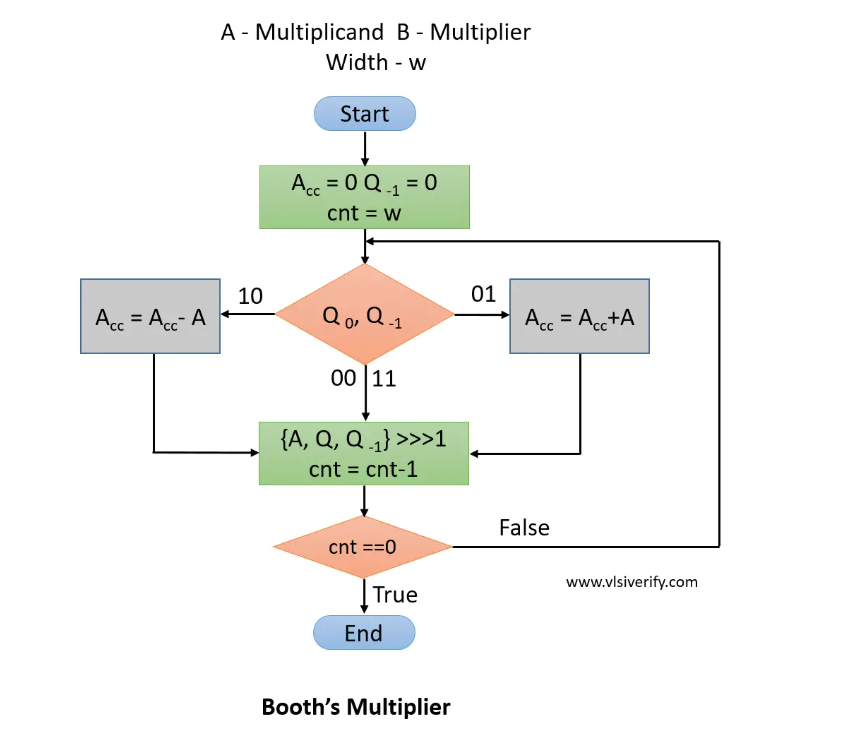 A - Multiplicand  B - Multiplier
Width - w
Start
Acc = 0 Q -1 = 0
cnt = w
10
Q 0, Q -1
01
Acc = Acc- A
Acc = Acc+A
00
11
{A, Q, Q -1} >>>1
cnt = cnt-1
cnt ==0
False
www.vlsiverify.com
True
End
Booth’s Multiplier